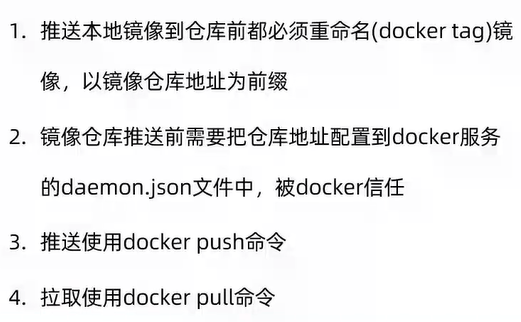 1. 推送本地镜像到仓库前都必须重命名(docker tag)镜
像，以镜像仓库地址为前缀
2. 镜像仓库推送前需要把仓库地址配置到docker服务
的daemon.json文件中，被docker信任
3. 推送使用docker push命令
4. 拉取使用docker pull命令